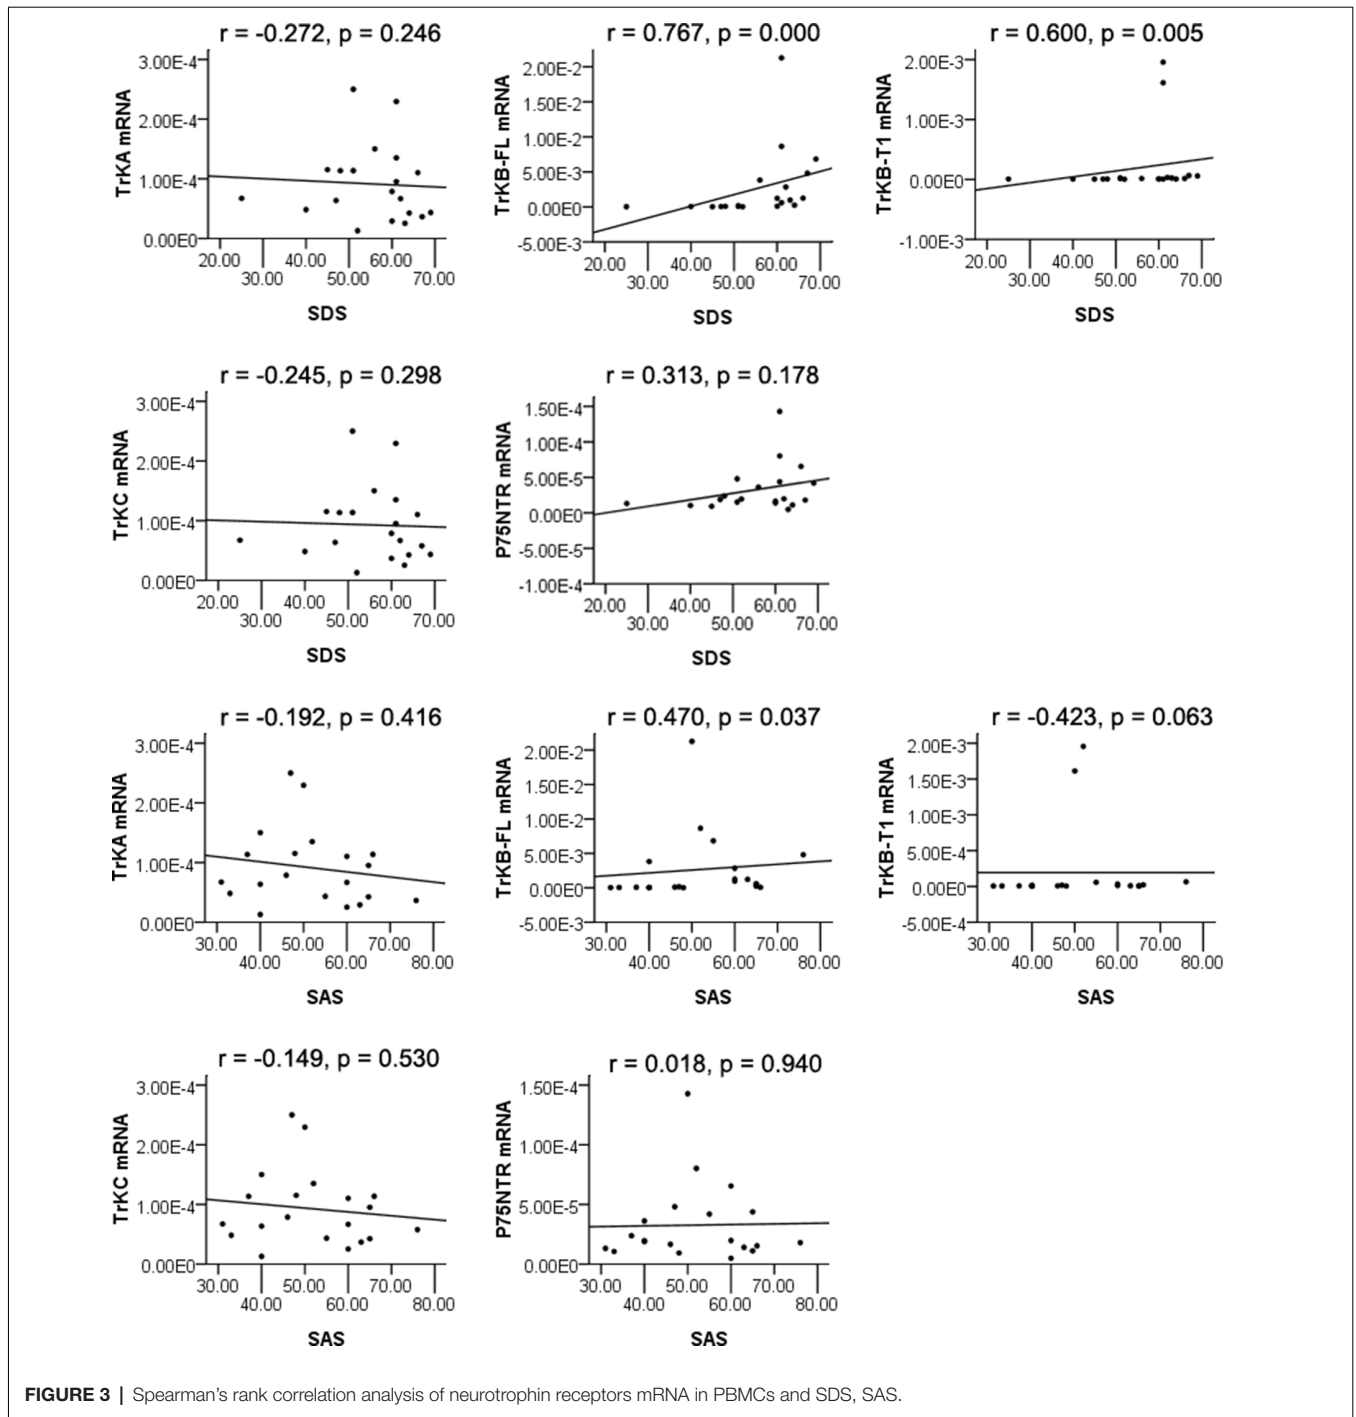 r = -0.272, p = 0.246
TrKA mRNA
3.00E-4
2.00E-4
1.00E-4
0.00E0
20.00 40.00 60.00
30.00 50.00 70.00
SDS
r = 0.767, p = 0.000
TrKB-FL mRNA
2.00E-2
1.50E-2
1.00E-2
5.00E-3
0.00E0
-5.00E-3
20.00 40.00 60.00
30.00 50.00 70.00
SDS
r = 0.600, p = 0.005
TrKB-T1 mRNA
2.00E-3
1.00E-3
0.00E0
-1.00E-3
20.00 40.00 60.00
30.00 50.00 70.00
SDS
r = -0.245, p = 0.298
TrKC mRNA
3.00E-4
2.00E-4
1.00E-4
0.00E0
20.00 40.00 60.00
30.00 50.00 70.00
SDS
r = 0.313, p = 0.178
P75NTR mRNA
1.50E-4
1.00E-4
5.00E-5
0.00E0
-5.00E-5
-1.00E-4
20.00 40.00 60.00
30.00 50.00 70.00
SDS
r = -0.192, p = 0.416
TrKA mRNA
3.00E-4
2.00E-4
1.00E-4
0.00E0
30.00 50.00 70.00
40.00 60.00 80.00
SAS
r = 0.470, p = 0.037
TrKB-FL mRNA
2.00E-2
1.50E-2
1.00E-2
5.00E-3
0.00E0
-5.00E-3
30.00 50.00 70.00
40.00 60.00 80.00
SAS
r = -0.423, p = 0.063
TrKB-T1 mRNA
2.00E-3
1.50E-3
1.00E-3
5.00E-4
0.00E0
-5.00E-4
30.00 50.00 70.00
40.00 60.00 80.00
SAS
r = -0.149, p = 0.530
TrKC mRNA
3.00E-4
2.00E-4
1.00E-4
0.00E0
30.00 50.00 70.00
40.00 60.00 80.00
SAS
r = 0.018, p = 0.940
P75NTR mRNA
1.50E-4
1.00E-4
5.00E-5
0.00E0
30.00 50.00 70.00
40.00 60.00 80.00
SAS
FIGURE 3 | Spearman's rank correlation analysis of neurotrophin receptors mRNA in PBMCs and SDS, SAS.